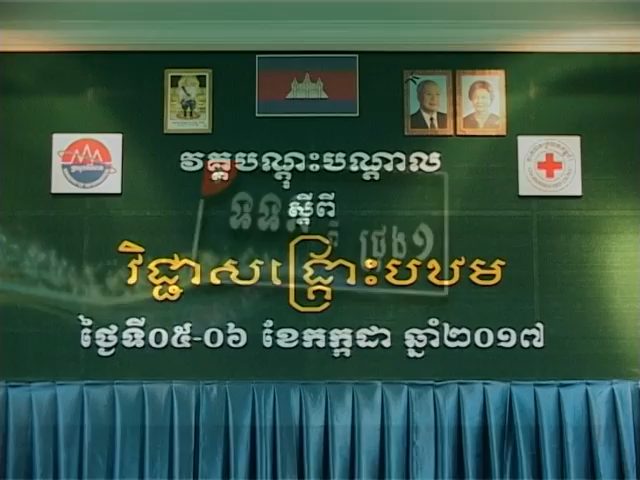 វគ្គបណ្តុះបណ្តាល
ស្តីពី
វិជ្ជាសង្គ្រោះបឋម
ថ្ងៃទី០៥-០៦ ខែកក្កដា ឆ្នាំ២០១៧